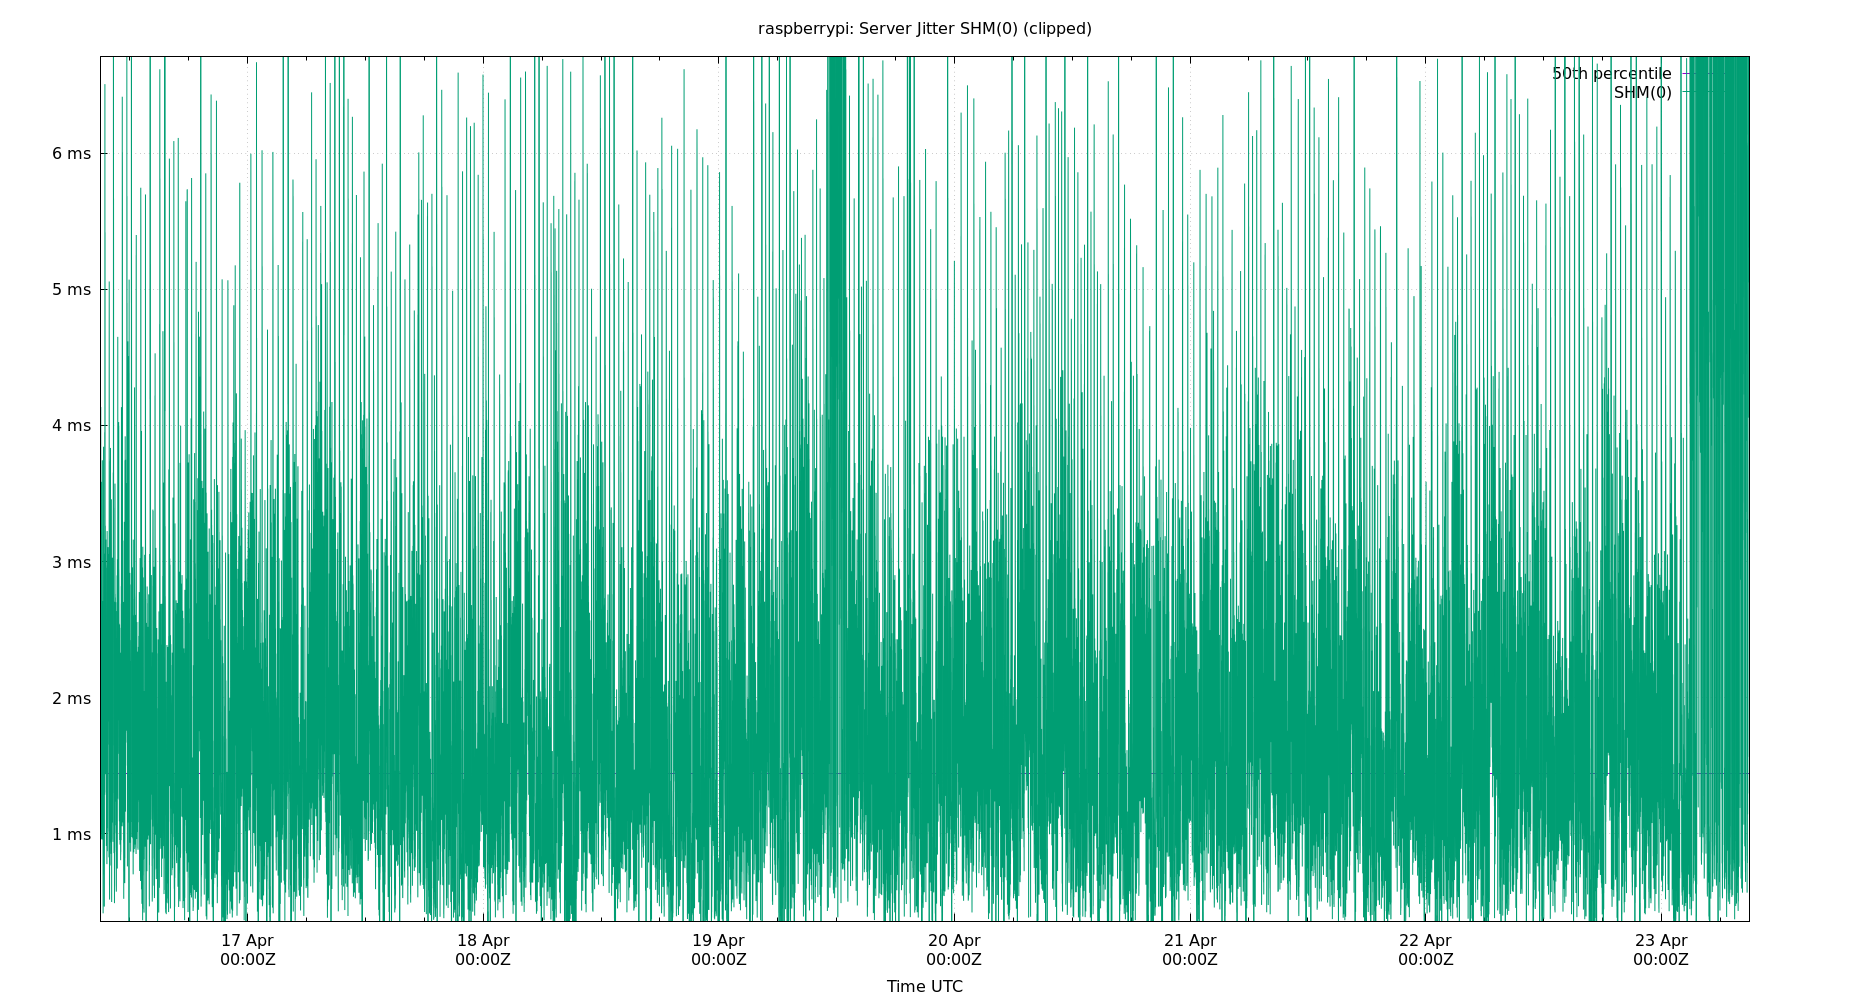 raspberrypi: Server Jitter SHM(0) (clipped)
50th percentile
SHM(0)
6 ms
5 ms
4 ms
3 ms
2 ms
1 ms
17 Apr 18 Apr 19 Apr 20 Apr 21 Apr 22 Apr 23 Apr
00:00Z 00:00Z 00:00Z 00:00Z 00:00Z 00:00Z 00:00Z
Time UTC